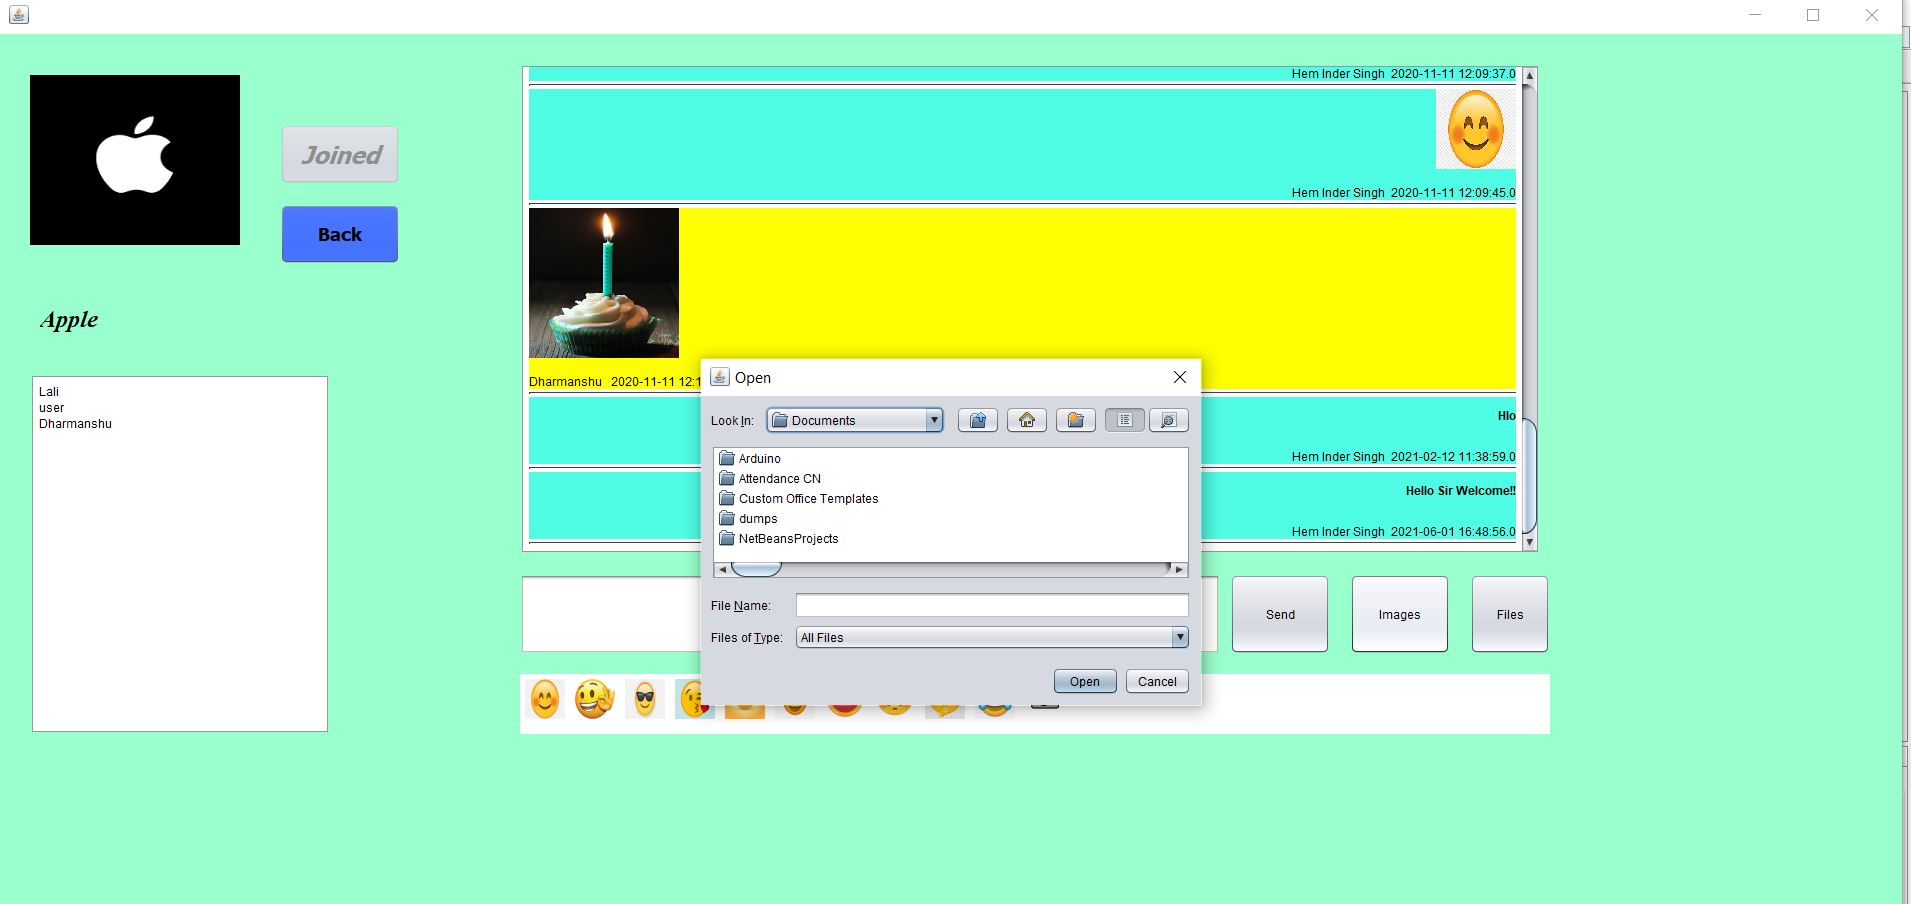 Joined
Back
Apple
Lali
user
Dharmanshu
Hem Inder Singh 2020-11-11 12:09:37.0
Hem Inder Singh 2020-11-11 12:09:45.0
Dharmanshu 2020-11-11
Hlo
Hem Inder Singh 2021-02-12 11:38:59.0
Hello Sir Welcome!!
Hem Inder Singh 2021-06-01 16:48:56.0
Open
Look In: Documents
Arduino
Attendance CN
Custom Office Templates
dumps
NetBeansProjects
File Name:
Files of Type: All Files
Open Cancel
Send Images Files